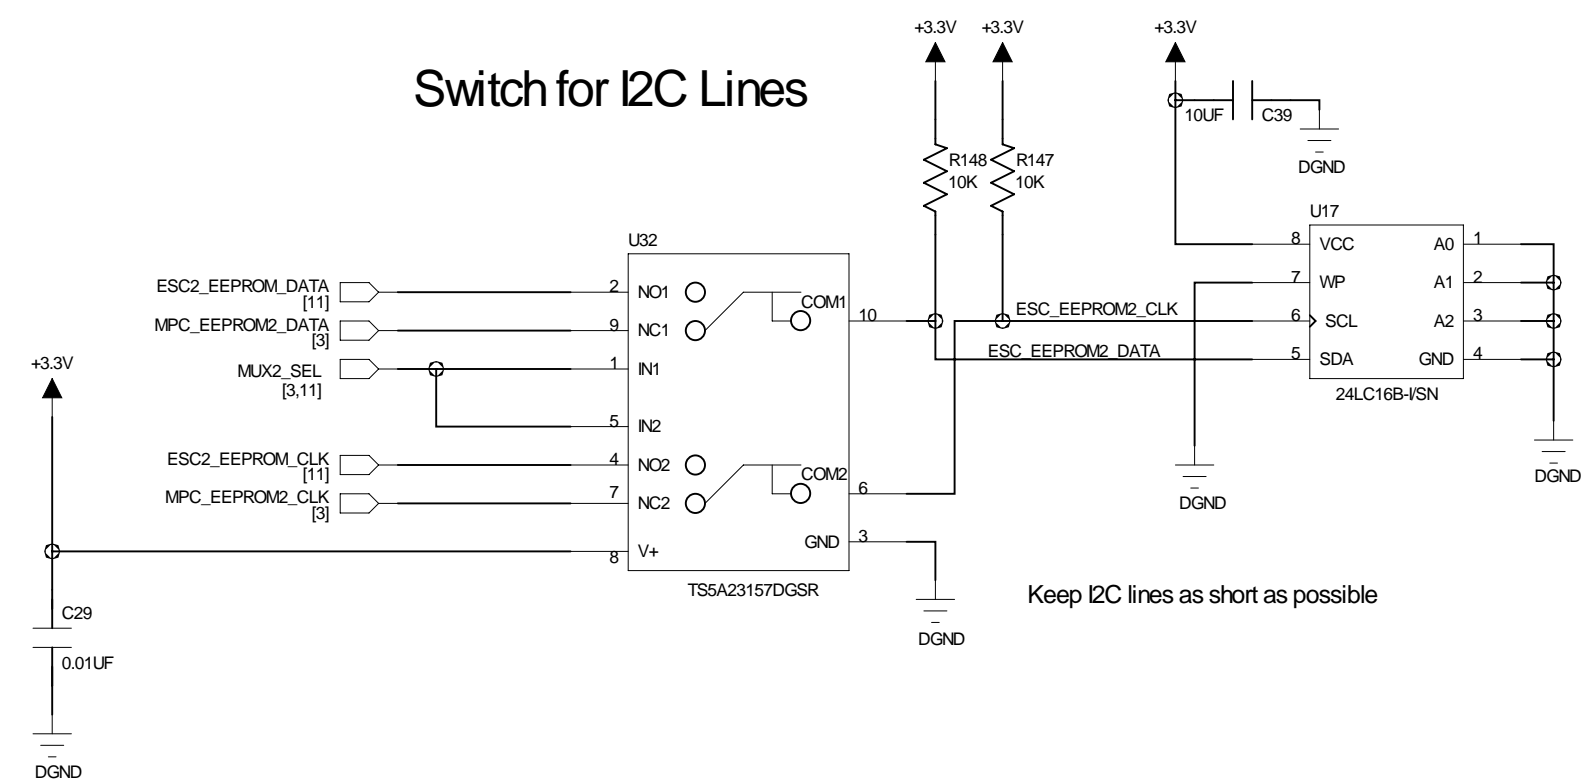 +3.3V +3.3V +3.3V
Switch for I2C Lines
10UF C39
DGND
R148 R147
10K 10K
U17
8 VCC A0 1
7 WP A1 2
6 SCL A2 3
5 SDA GND 4
24LC16B-I/SN
DGND
DGND
U32
ESC2_EEPROM_DATA
[11]
2 NO1
MPC_EEPROM2_DATA
[3]
9 NC1
COM1 10
MUX2_SEL
[3,11]
1 IN1
5 IN2
ESC2_EEPROM_CLK
[11]
4 NO2
MPC_EEPROM2_CLK
[3]
7 NC2
COM2 6
8 V+
GND 3
TS5A23157DGSR
ESC_EEPROM2_CLK
ESC_EEPROM2_DATA
DGND
Keep I2C lines as short as possible
+3.3V
C29
0.01UF
DGND